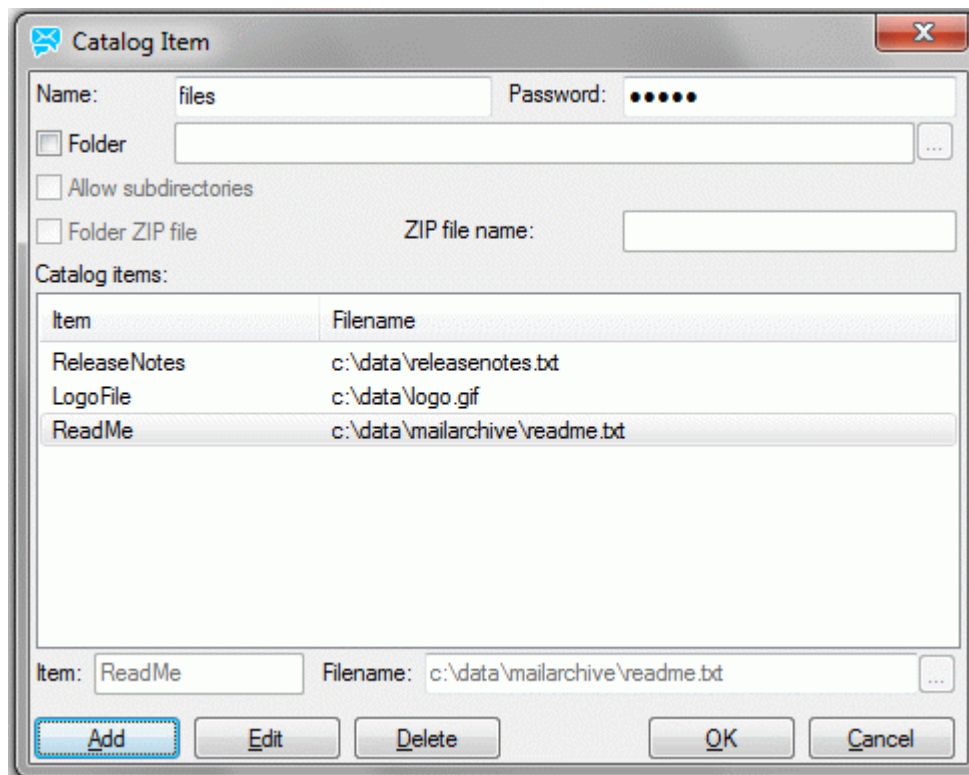 Catalog Item
Name: files Password: •••••
Folder ...
Allow subdirectories
Folder ZIP file ZIP file name:
Catalog items:
Item Filename
ReleaseNotes c:\data\releasenotes.txt
LogoFile c:\data\logo.gif
ReadMe c:\data\mailarchive\readme.txt
Item: ReadMe Filename: c:\data\mailarchive\readme.txt ...
Add Edit Delete OK Cancel